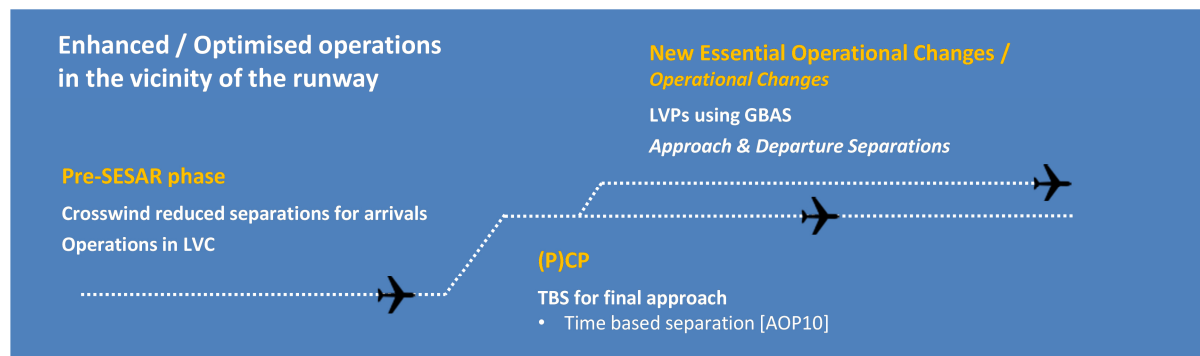 Enhanced / Optimised operations
in the vicinity of the runway
Pre-SESAR phase
Crosswind reduced separations for arrivals
Operations in LVC
New Essential Operational Changes /
Operational Changes
LVPs using GBAS
Approach & Departure Separations
(P)CP
TBS for final approach
• Time based separation [AOP10]